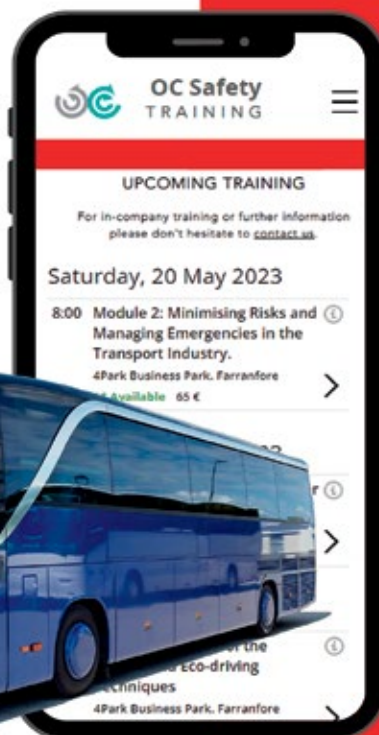 OC Safety
TRAINING
UPCOMING TRAINING
For in-company training or further information
please don't hesitate to contact us.
Saturday, 20 May 2023
8:00 Module 2: Minimising Risks and
Managing Emergencies in the
Transport Industry.
4Park Business Park, Farranfore
Available 65 €
the
Eco-driving
Techniques
4Park Business Park, Farranfore